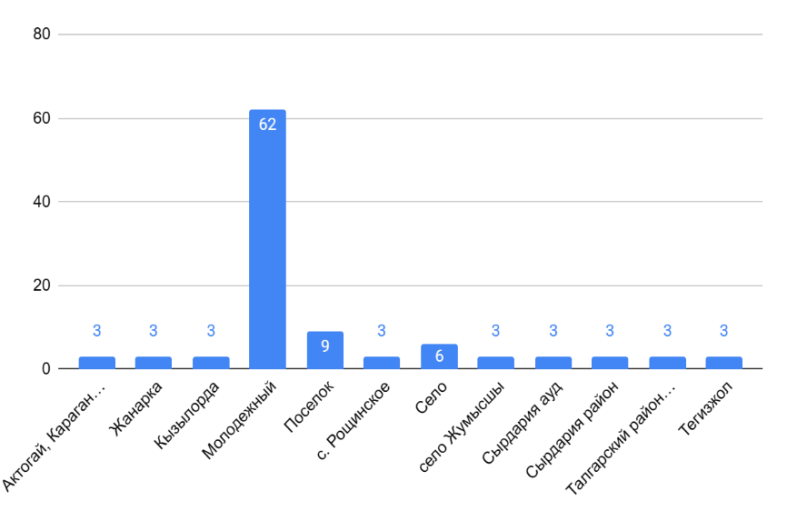 80
60
40
20
0
3
3
3
62
9
3
6
3
3
3
3
3
Актогай, Караган...
Жанарка
Кызылорда
Молодежный
Поселок
с. Рощинское
Село
село Жумысшы
Сырдария ауд
Сырдария район
Талгарский район...
Тегизжол